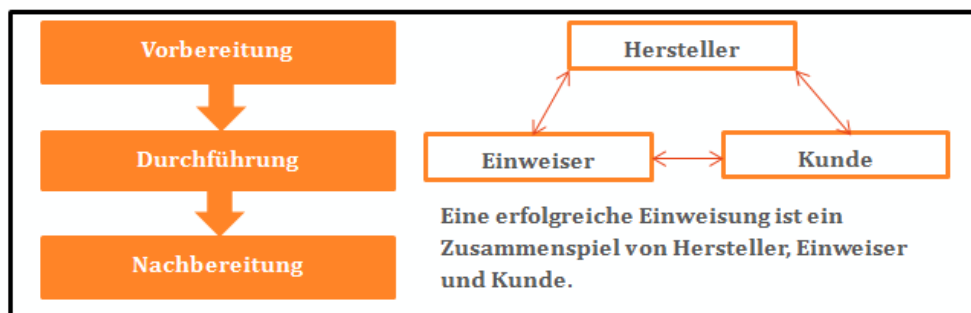 Vorbereitung
Durchführung
Nachbereitung
Hersteller
Einweiser
Kunde
Eine erfolgreiche Einweisung ist ein
Zusammenspiel von Hersteller, Einweiser
und Kunde.